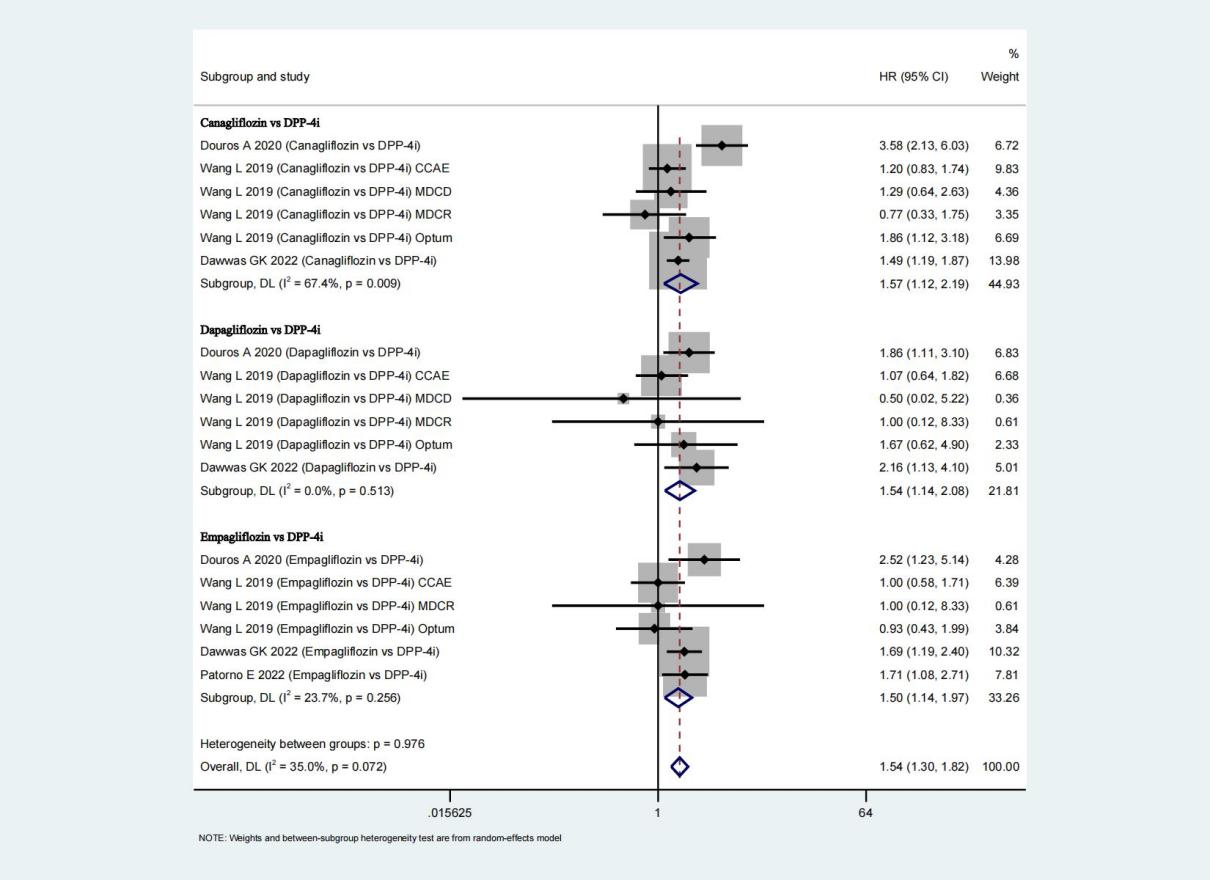 %
Subgroup and study HR (95% CI) Weight
Canagliflozin vs DPP-4i
Douros A 2020 (Canagliflozin vs DPP-4i) 3.58 (2.13, 6.03) 6.72
Wang L 2019 (Canagliflozin vs DPP-4i) CCAE 1.20 (0.83, 1.74) 9.83
Wang L 2019 (Canagliflozin vs DPP-4i) MDCD 1.29 (0.64, 2.63) 4.36
Wang L 2019 (Canagliflozin vs DPP-4i) MDCR 0.77 (0.33, 1.75) 3.35
Wang L 2019 (Canagliflozin vs DPP-4i) Optum 1.86 (1.12, 3.18) 6.69
Dawwas GK 2022 (Canagliflozin vs DPP-4i) 1.49 (1.19, 1.87) 13.98
Subgroup, DL (I² = 67.4%, p = 0.009) 1.57 (1.12, 2.19) 44.93
Dapagliflozin vs DPP-4i
Douros A 2020 (Dapagliflozin vs DPP-4i) 1.86 (1.11, 3.10) 6.83
Wang L 2019 (Dapagliflozin vs DPP-4i) CCAE 1.07 (0.64, 1.82) 6.68
Wang L 2019 (Dapagliflozin vs DPP-4i) MDCD 0.50 (0.02, 5.22) 0.36
Wang L 2019 (Dapagliflozin vs DPP-4i) MDCR 1.00 (0.12, 8.33) 0.61
Wang L 2019 (Dapagliflozin vs DPP-4i) Optum 1.67 (0.62, 4.90) 2.33
Dawwas GK 2022 (Dapagliflozin vs DPP-4i) 2.16 (1.13, 4.10) 5.01
Subgroup, DL (I² = 0.0%, p = 0.513) 1.54 (1.14, 2.08) 21.81
Empagliflozin vs DPP-4i
Douros A 2020 (Empagliflozin vs DPP-4i) 2.52 (1.23, 5.14) 4.28
Wang L 2019 (Empagliflozin vs DPP-4i) CCAE 1.00 (0.58, 1.71) 6.39
Wang L 2019 (Empagliflozin vs DPP-4i) MDCR 1.00 (0.12, 8.33) 0.61
Wang L 2019 (Empagliflozin vs DPP-4i) Optum 0.93 (0.43, 1.99) 3.84
Dawwas GK 2022 (Empagliflozin vs DPP-4i) 1.69 (1.19, 2.40) 10.32
Patorno E 2022 (Empagliflozin vs DPP-4i) 1.71 (1.08, 2.71) 7.81
Subgroup, DL (I² = 23.7%, p = 0.256) 1.50 (1.14, 1.97) 33.26
Heterogeneity between groups: p = 0.976
Overall, DL (I² = 35.0%, p = 0.072) 1.54 (1.30, 1.82) 100.00
.015625 1 64
NOTE: Weights and between-subgroup heterogeneity test are from random-effects model